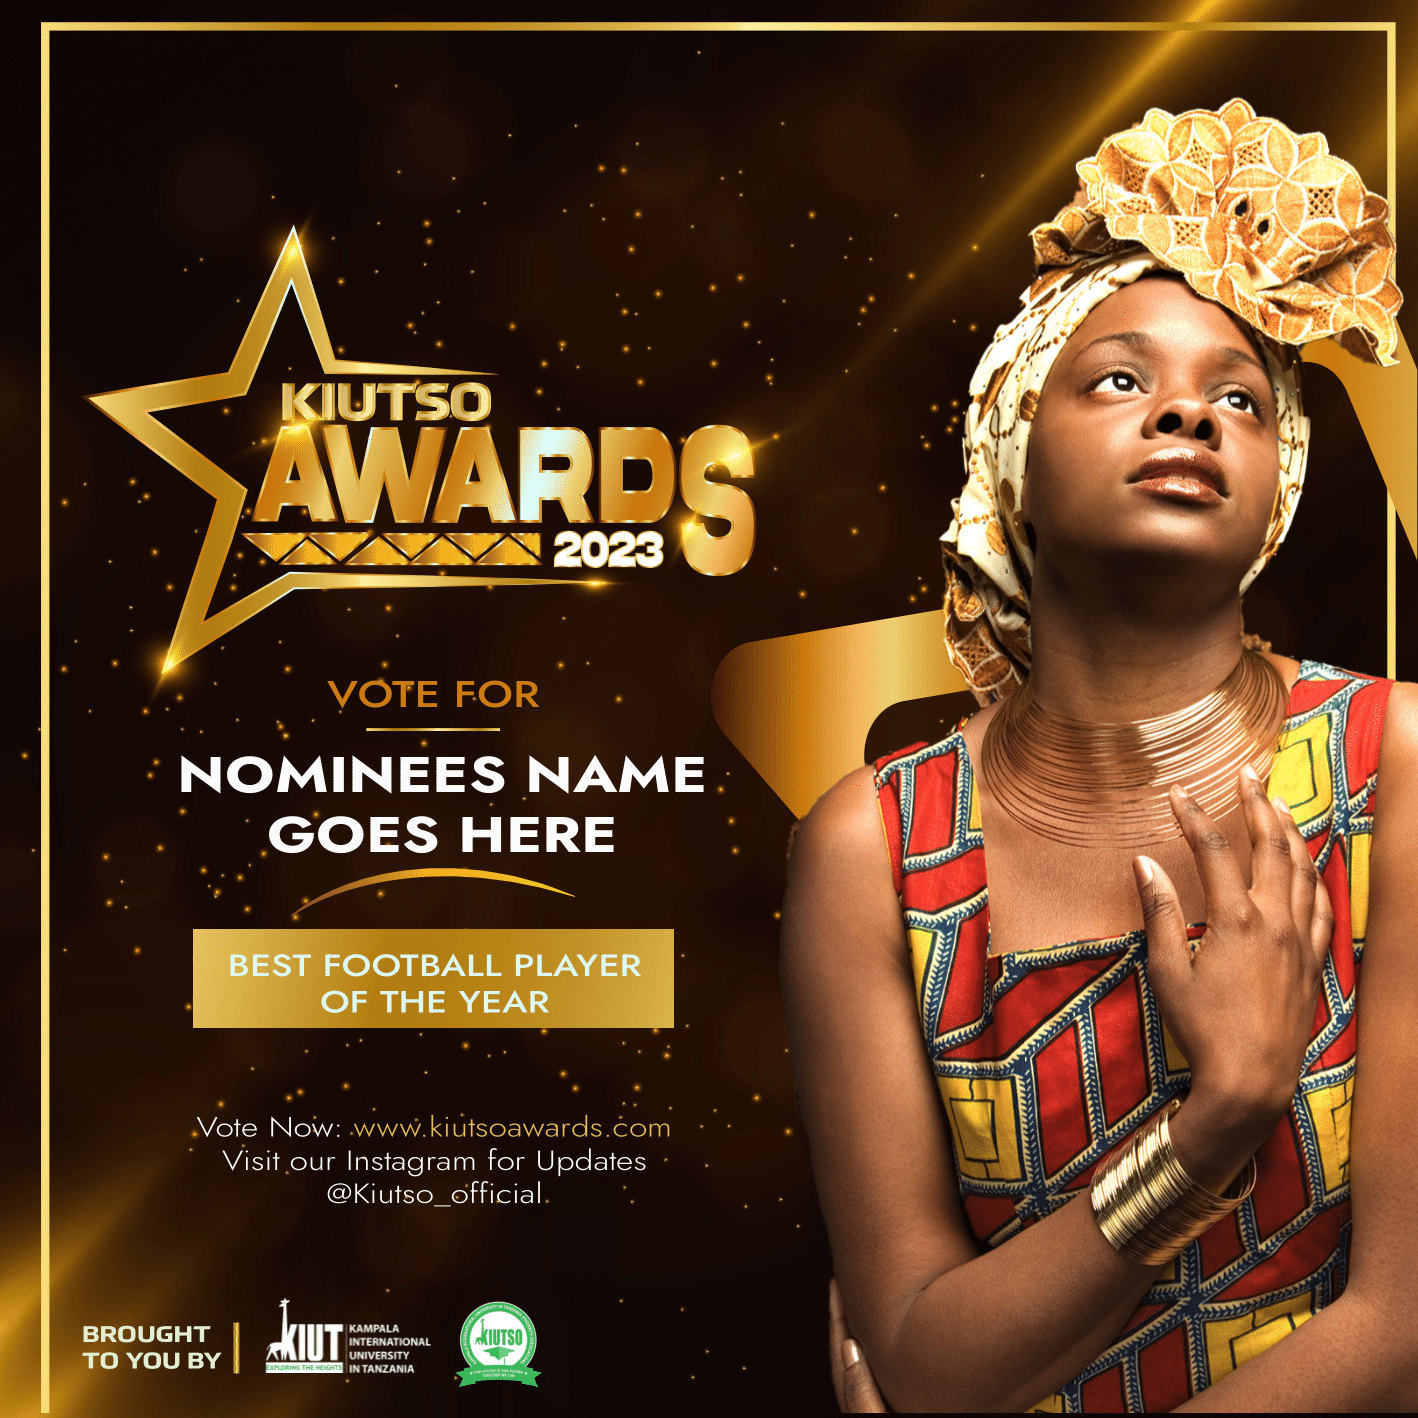 KIUTSO
AWARDS
2023
VOTE FOR
NOMINEES NAME
GOES HERE
BEST FOOTBALL PLAYER
OF THE YEAR
Vote Now: www.kiutsoawards.com
Visit our Instagram for Updates
@Kiutso_official
BROUGHT
TO YOU BY
KIUT
EXPLORING THE HEIGHTS
KAMPALA
INTERNATIONAL
UNIVERSITY
IN TANZANIA
KIUTSO